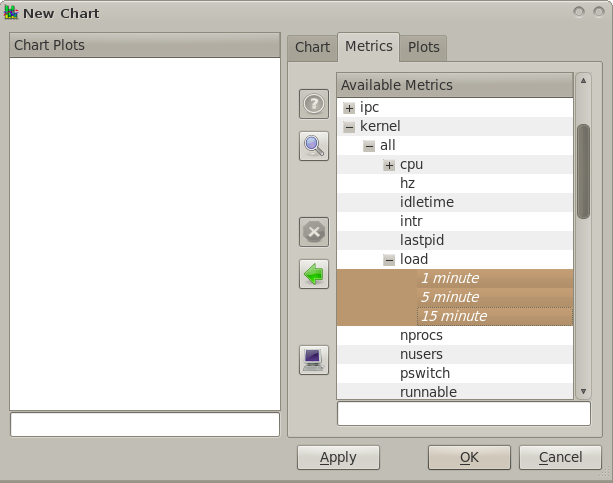 New Chart
Chart Plots
Chart Metrics Plots
Available Metrics
ipc
kernel
all
cpu
hz
idletime
intr
lastpid
load
1 minute
5 minute
15 minute
nprocs
nusers
pswitch
runnable
Apply OK Cancel